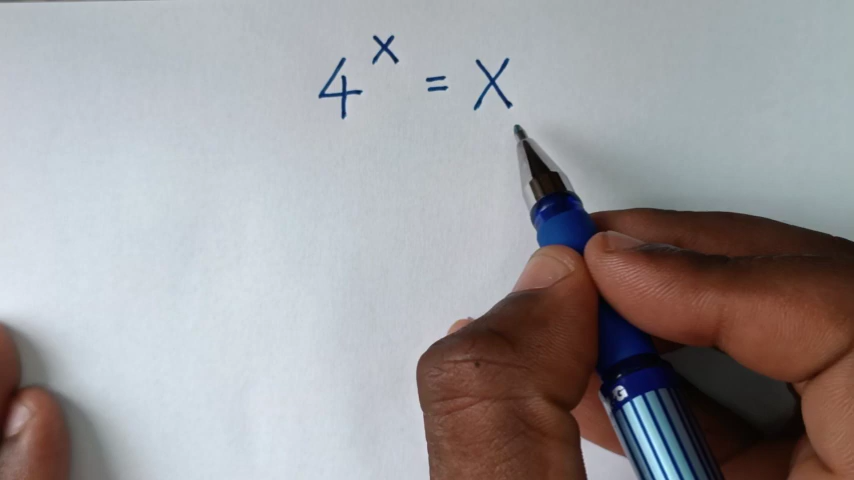 4^x = x